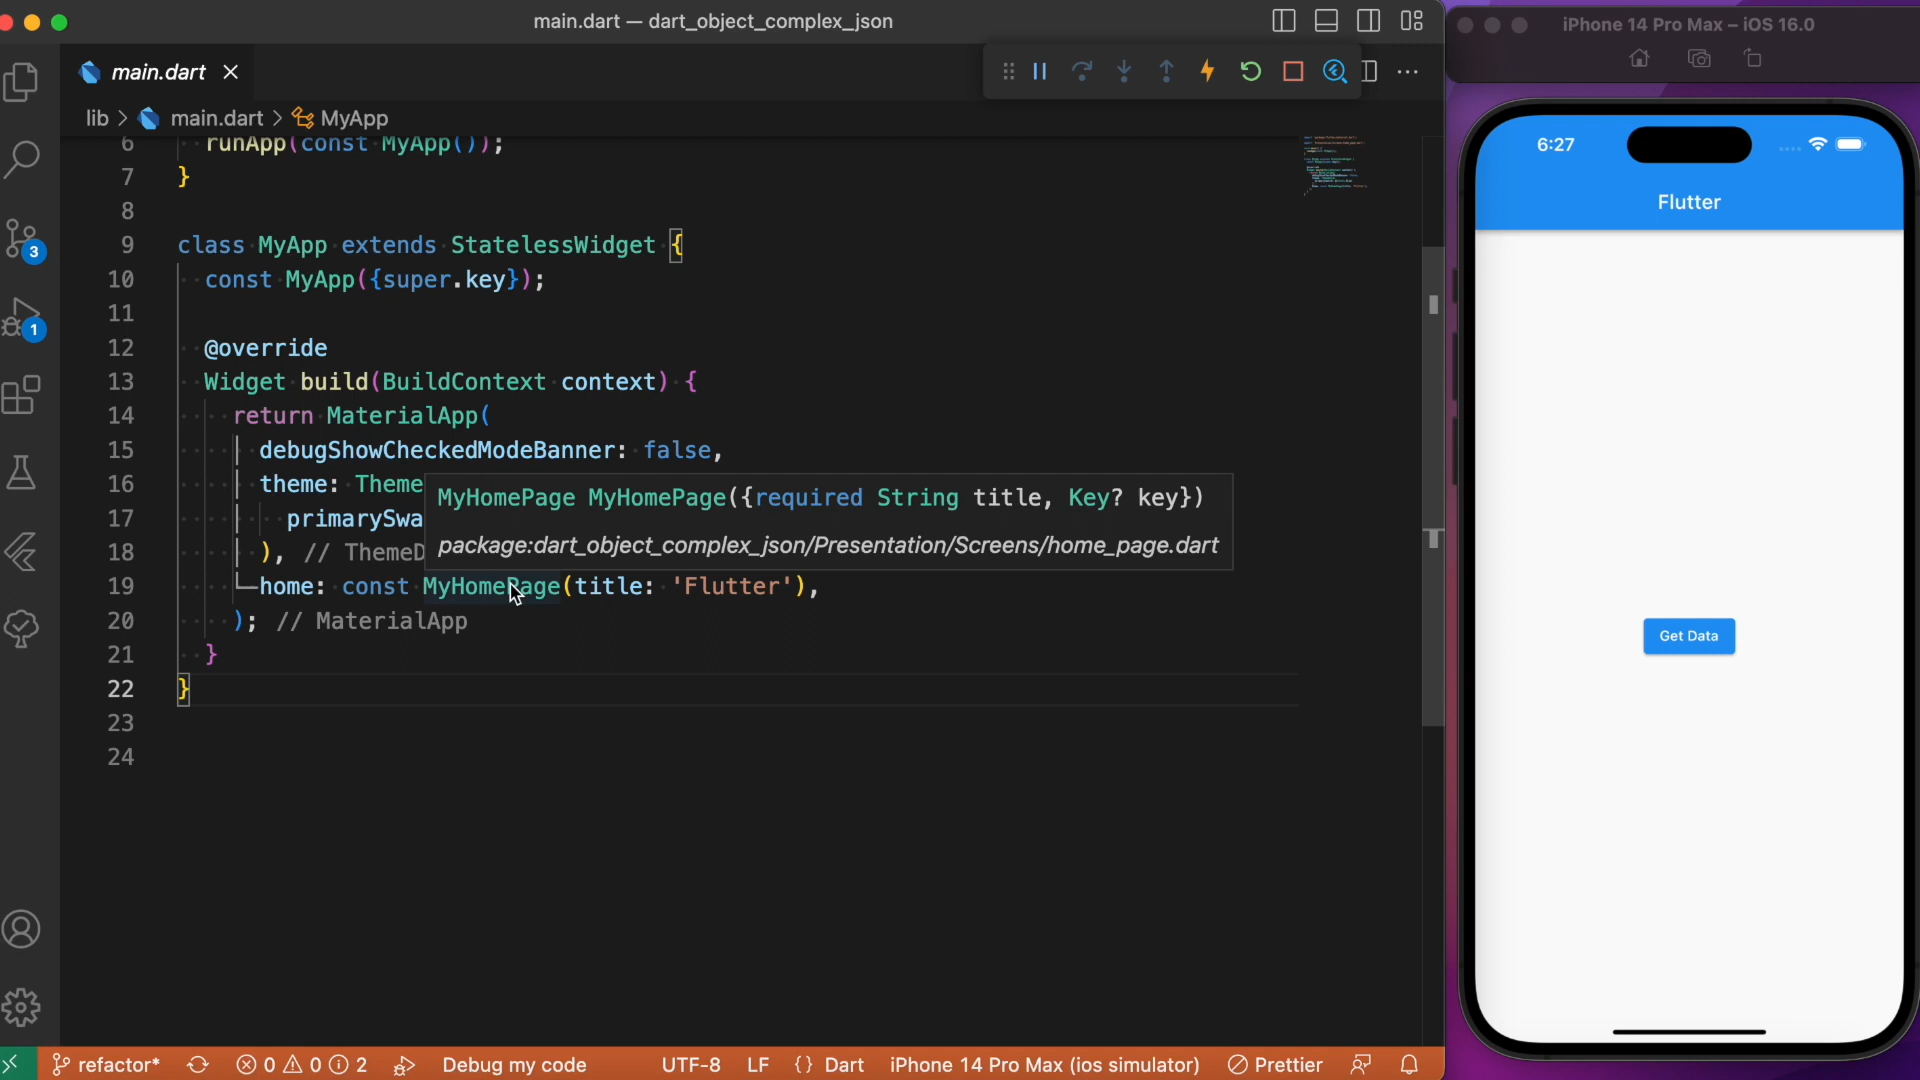 main.dart — dart_object_complex_json
main.dart
lib > main.dart > MyApp
6 runApp(const MyApp());
7 }
8
9 class MyApp extends StatelessWidget {
10 const MyApp({super.key});
11
12 @override
13 Widget build(BuildContext context) {
14 return MaterialApp(
15 debugShowCheckedModeBanner: false,
16 theme: Theme
17 primarySwa
18 ), // ThemeD
MyHomePage MyHomePage({required String title, Key? key})
package:dart_object_complex_json/Presentation/Screens/home_page.dart
19 home: const MyHomePage(title: 'Flutter'),
20 ); // MaterialApp
21 }
22 }
23
24
3
1
refactor* 0 0 2 Debug my code UTF-8 LF {} Dart iPhone 14 Pro Max (ios simulator) Prettier
iPhone 14 Pro Max – iOS 16.0
6:27
Flutter
Get Data